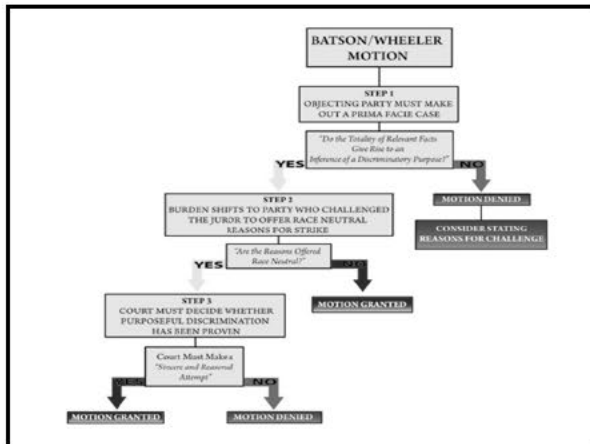 BATSON/WHEELER
MOTION
STEP 1
OBJECTING PARTY MUST MAKE
OUT A PRIMA FACIE CASE
"Do the Totality of Relevant Facts
Give Rise to an
Inference of a Discriminatory Purpose?"
YES
NO
MOTION DENIED
CONSIDER STATING
REASONS FOR CHALLENGE
STEP 2
BURDEN SHIFTS TO PARTY WHO CHALLENGED
THE JUROR TO OFFER RACE NEUTRAL
REASONS FOR STRIKE
"Are the Reasons Offered
Race Neutral?"
YES
NO
MOTION GRANTED
STEP 3
COURT MUST DECIDE WHETHER
PURPOSEFUL DISCRIMINATION
HAS BEEN PROVEN
Court Must Make a
"Sincere and Reasoned
Attempt"
YES
NO
MOTION GRANTED
MOTION DENIED